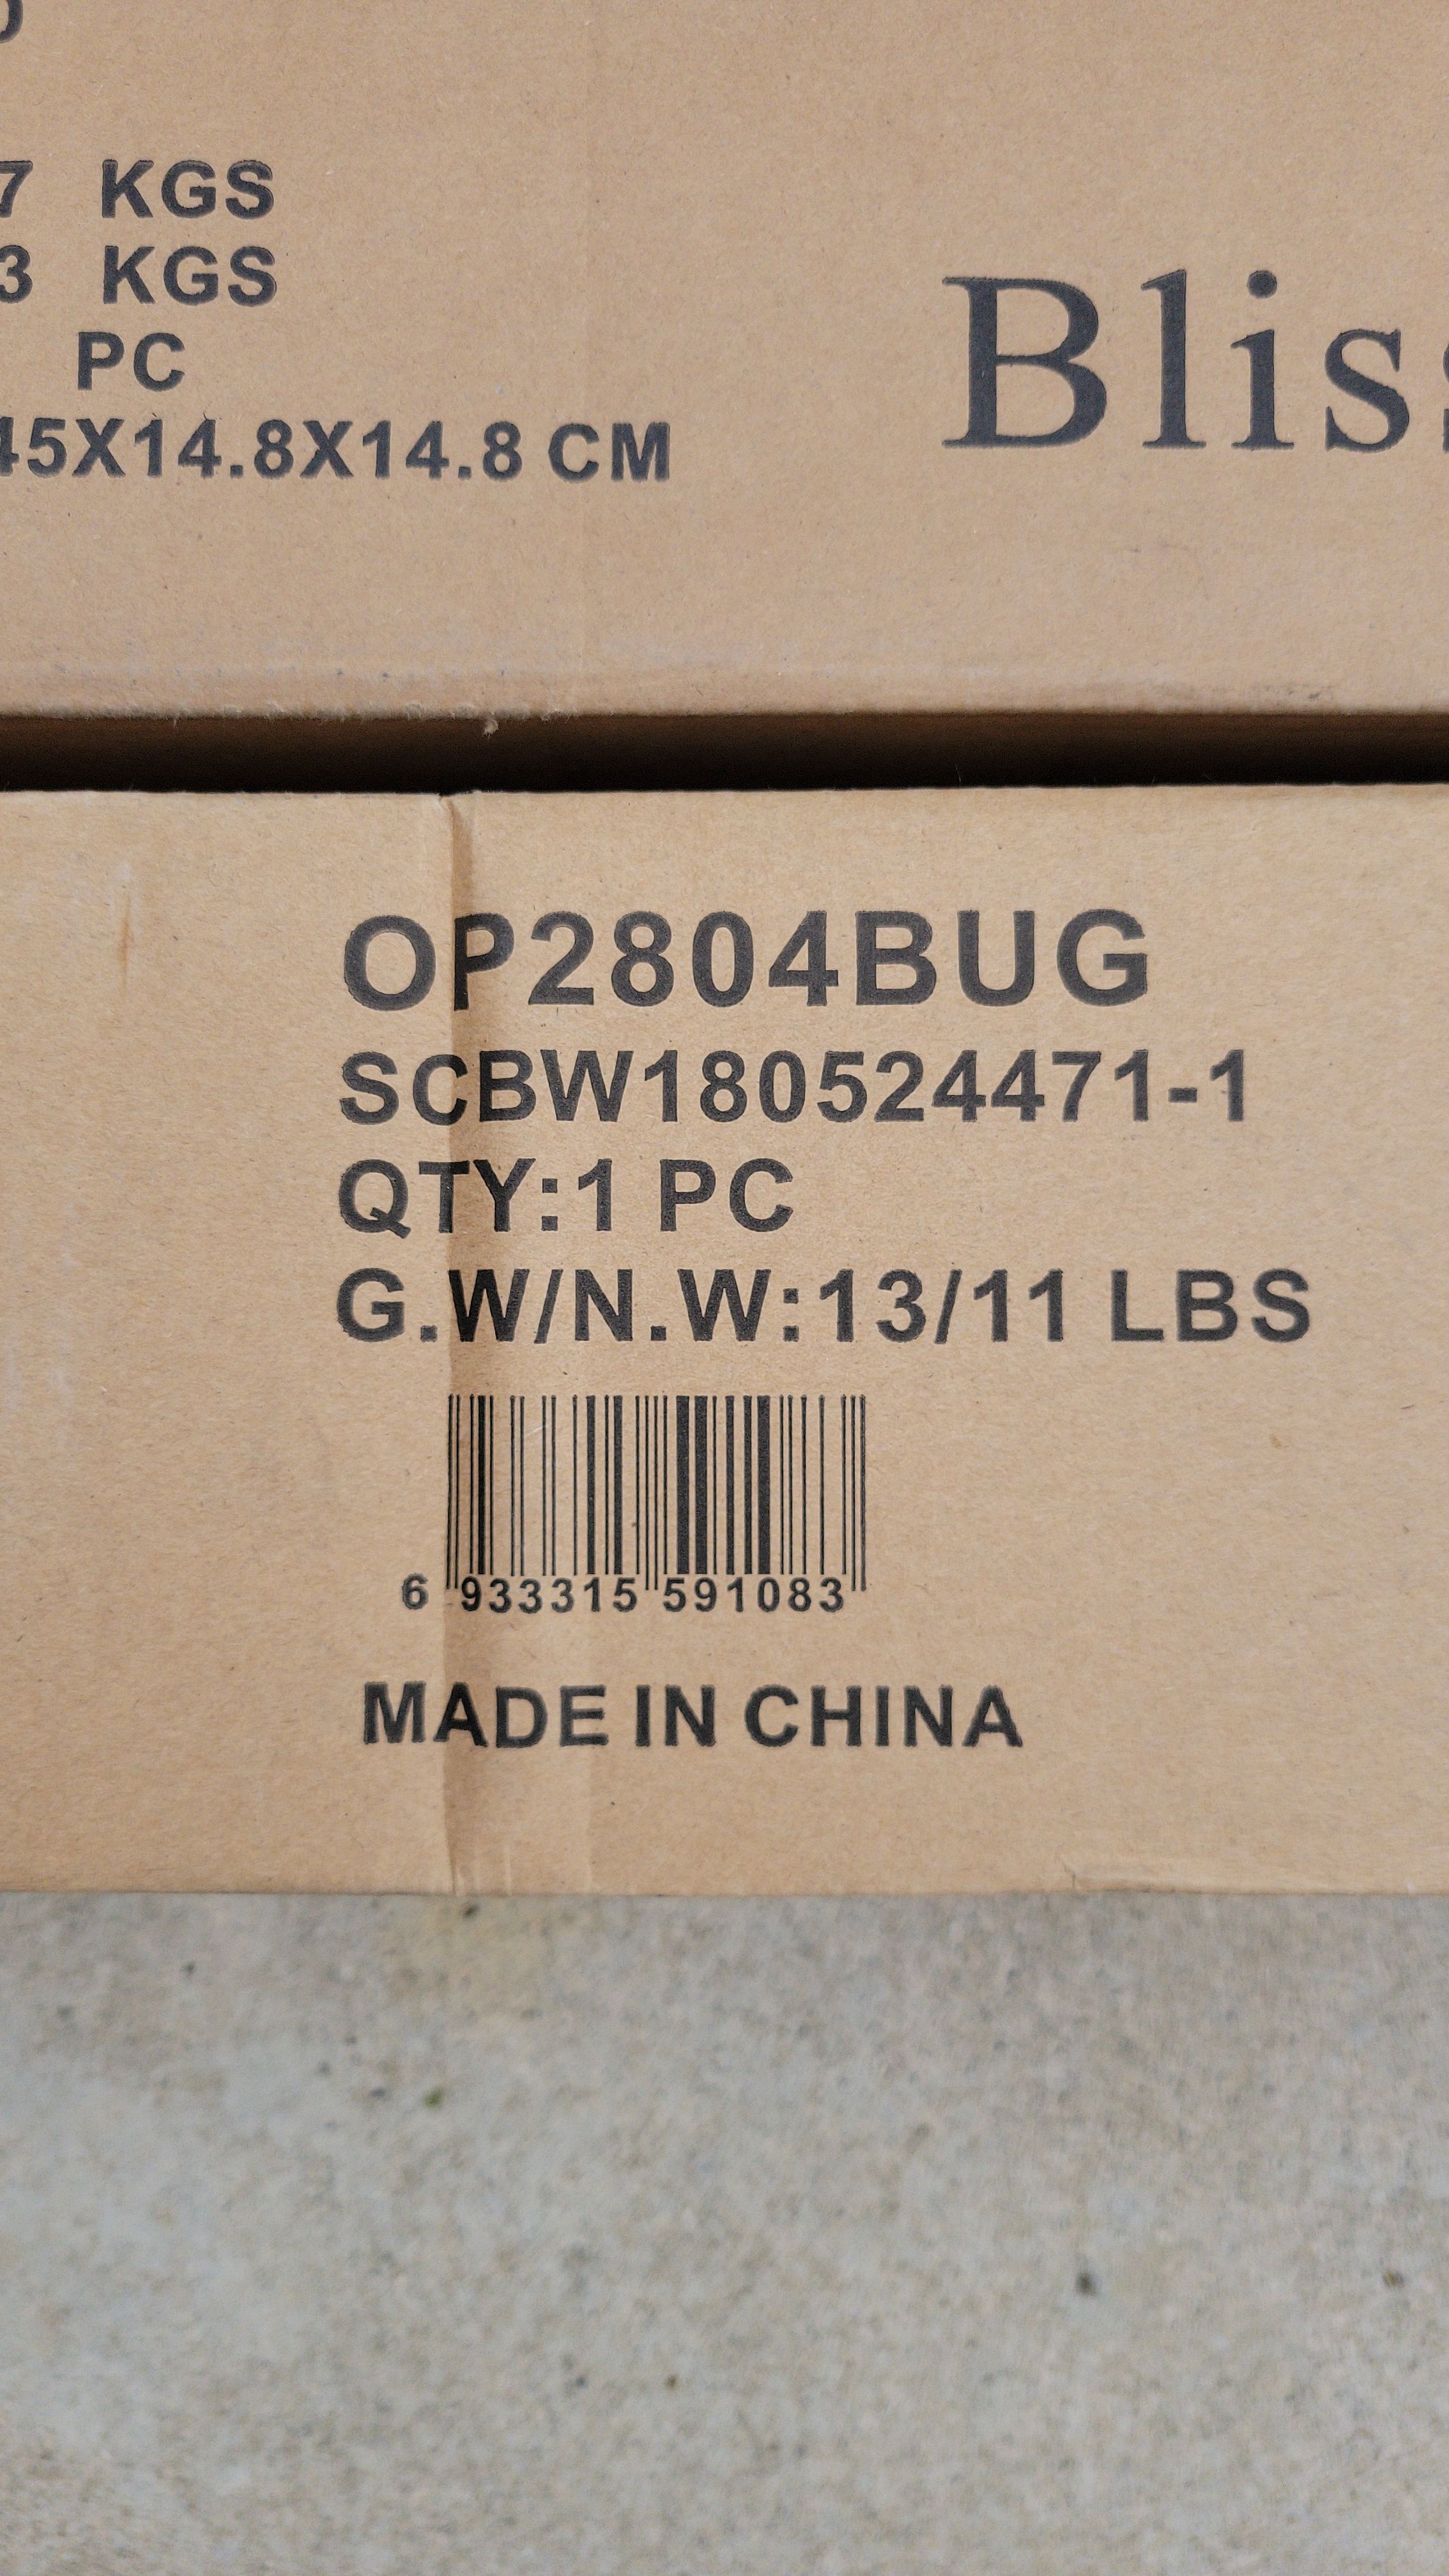 7 KGS
3 KGS
PC
45X14.8X14.8 CM
Blis
OP2804BUG
SCBW180524471-1
QTY:1 PC
G.W/N.W:13/11 LBS
6 933315 591083
MADE IN CHINA